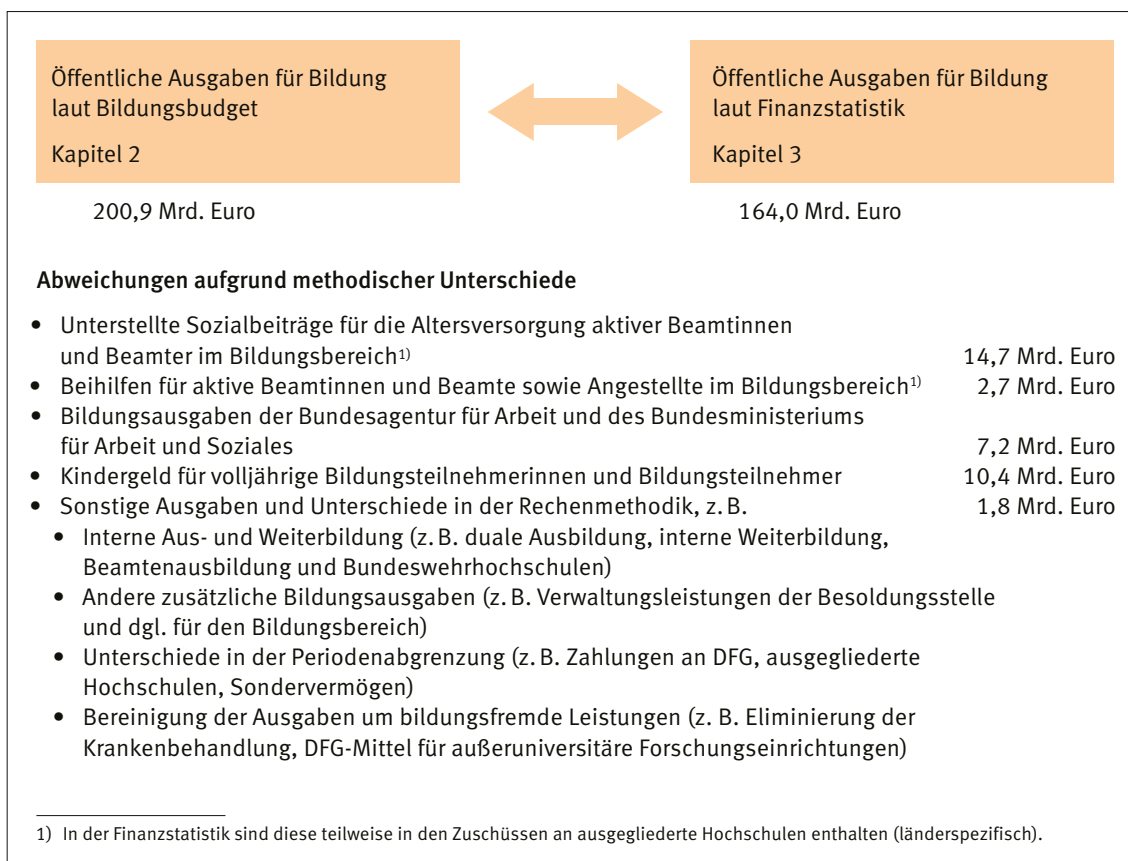 Öffentliche Ausgaben für Bildung
laut Bildungsbudget
Kapitel 2
Öffentliche Ausgaben für Bildung
laut Finanzstatistik
Kapitel 3
200,9 Mrd. Euro
164,0 Mrd. Euro
Abweichungen aufgrund methodischer Unterschiede
• Unterstellte Sozialbeiträge für die Altersversorgung aktiver Beamtinnen
und Beamter im Bildungsbereich1) 14,7 Mrd. Euro
• Beihilfen für aktive Beamtinnen und Beamte sowie Angestellte im Bildungsbereich1) 2,7 Mrd. Euro
• Bildungsausgaben der Bundesagentur für Arbeit und des Bundesministeriums
für Arbeit und Soziales 7,2 Mrd. Euro
• Kindergeld für volljährige Bildungsteilnehmerinnen und Bildungsteilnehmer 10,4 Mrd. Euro
• Sonstige Ausgaben und Unterschiede in der Rechenmethodik, z. B. 1,8 Mrd. Euro
• Interne Aus- und Weiterbildung (z. B. duale Ausbildung, interne Weiterbildung,
Beamtenausbildung und Bundeswehrhochschulen)
• Andere zusätzliche Bildungsausgaben (z. B. Verwaltungsleistungen der Besoldungsstelle
und dgl. für den Bildungsbereich)
• Unterschiede in der Periodenabgrenzung (z. B. Zahlungen an DFG, ausgegliederte
Hochschulen, Sondervermögen)
• Bereinigung der Ausgaben um bildungsfremde Leistungen (z. B. Eliminierung der
Krankenbehandlung, DFG-Mittel für außeruniversitäre Forschungseinrichtungen)
1) In der Finanzstatistik sind diese teilweise in den Zuschüssen an ausgegliederte Hochschulen enthalten (länderspezifisch).